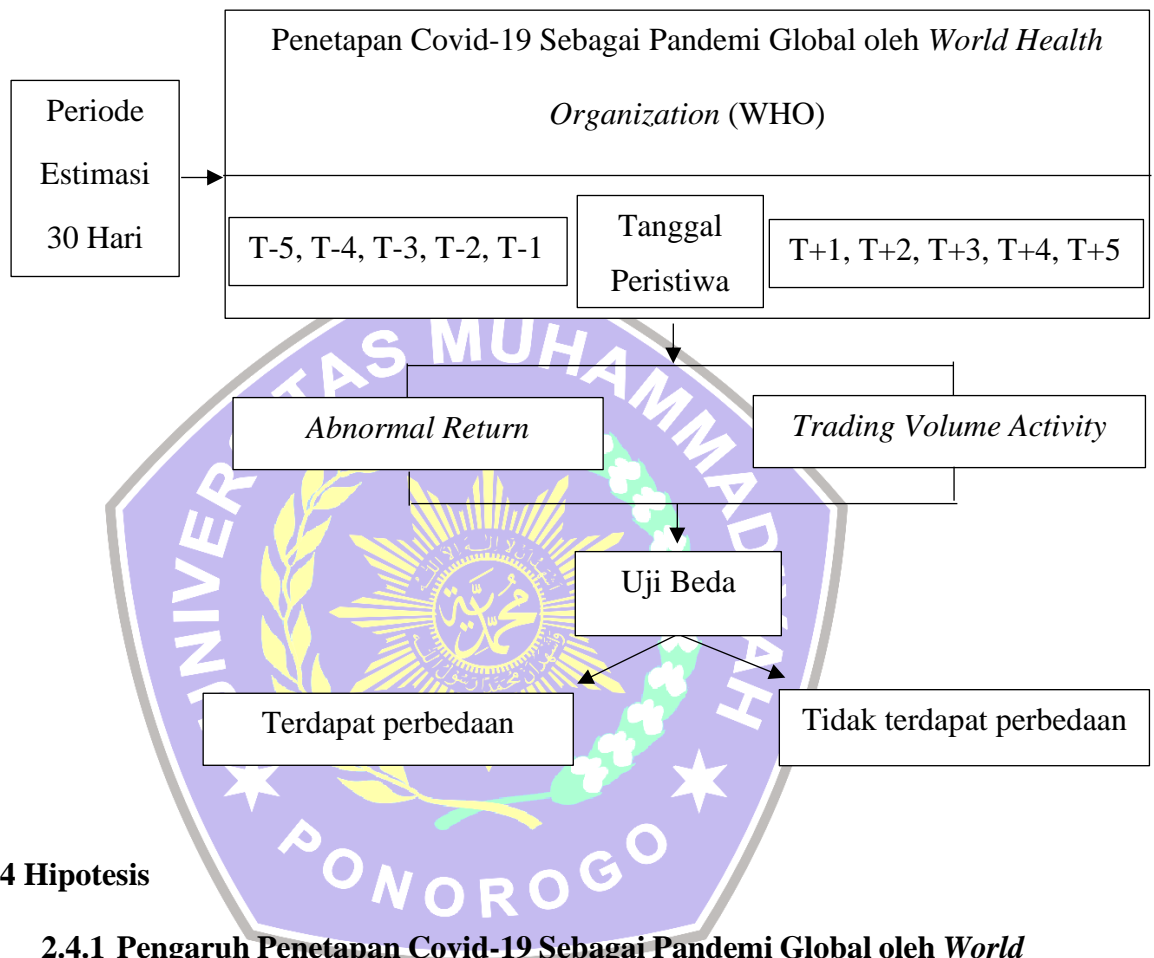 Penetapan Covid-19 Sebagai Pandemi Global oleh World Health
Organization (WHO)
Periode
Estimasi
30 Hari
T-5, T-4, T-3, T-2, T-1
Tanggal
Peristiwa
T+1, T+2, T+3, T+4, T+5
Abnormal Return
Trading Volume Activity
Uji Beda
Terdapat perbedaan
Tidak terdapat perbedaan
PONOROGO
4 Hipotesis
2.4.1 Pengaruh Penetapan Covid-19 Sebagai Pandemi Global oleh World